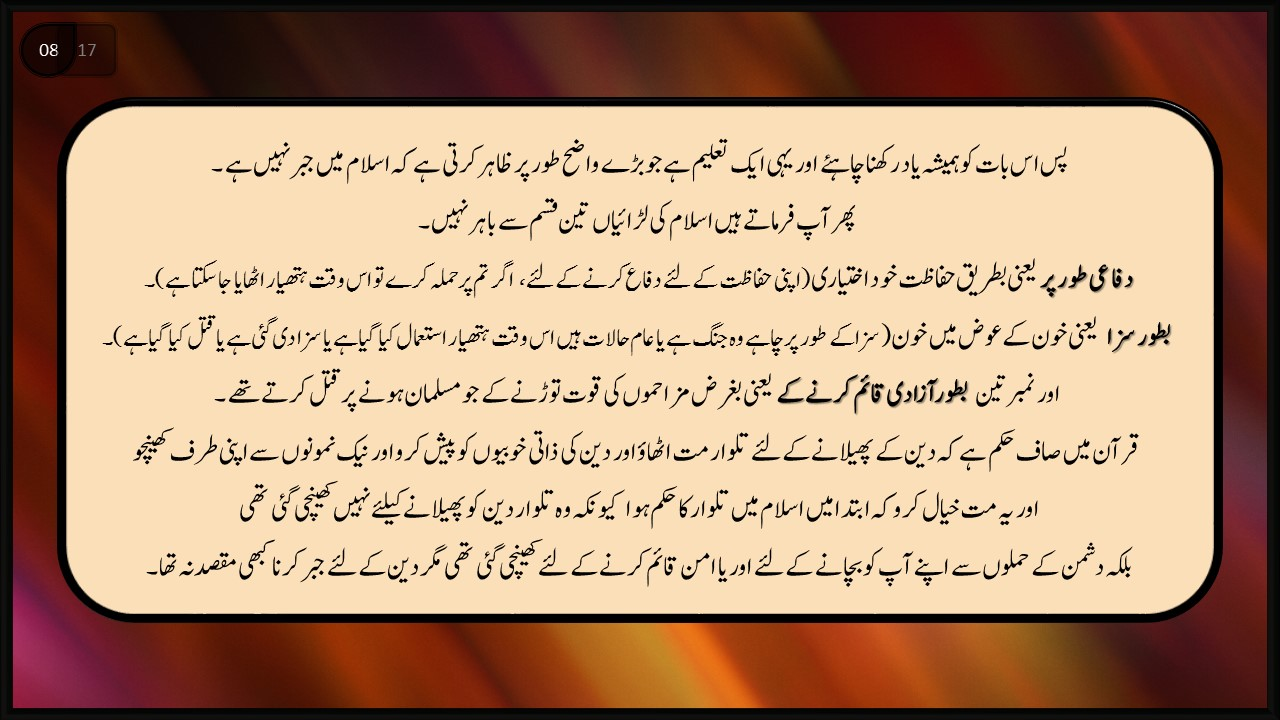 08 17
پس اس بات کو ہمیشہ یاد رکھنا چاہئے اور یہی ایک تعلیم ہے جو بڑے واضح طور پر ظاہر کرتی ہے کہ اسلام میں جبر نہیں ہے۔
پھر آپ فرماتے ہیں اسلام کی لڑائیاں تین قسم سے باہر نہیں۔
دفاعی طور پر یعنی بطریق حفاظت خود اختیاری (اپنی حفاظت کے لئے دفاع کرنے کے لئے، اگر تم پر حملہ کرے تو اس وقت ہتھیار اٹھایا جا سکتا ہے)۔
بطور سزا یعنی خون کے عوض میں خون (سزا کے طور پر چاہے وہ جنگ ہے یا عام حالات ہیں اس وقت ہتھیار استعمال کیا گیا ہے یا سزا دی گئی ہے یا قتل کیا گیا ہے)۔
اور نمبر تین بطور آزادی قائم کرنے کے یعنی بغرض مزاحموں کی قوت توڑنے کے جو مسلمان ہونے پر قتل کرتے تھے۔
قرآن میں صاف حکم ہے کہ دین کے پھیلانے کے لئے تلوار مت اٹھاؤ اور دین کی ذاتی خوبیوں کو پیش کرو اور نیک نمونوں سے اپنی طرف کھینچو
اور یہ مت خیال کرو کہ ابتدا میں اسلام میں تلوار کا حکم ہوا کیونکہ وہ تلوار دین کو پھیلانے کیلئے نہیں کھینچی گئی تھی
بلکہ دشمن کے حملوں سے اپنے آپ کو بچانے کے لئے اور یا امن قائم کرنے کے لئے کھینچی گئی تھی مگر دین کے لئے جبر کرنا کبھی مقصد نہ تھا۔